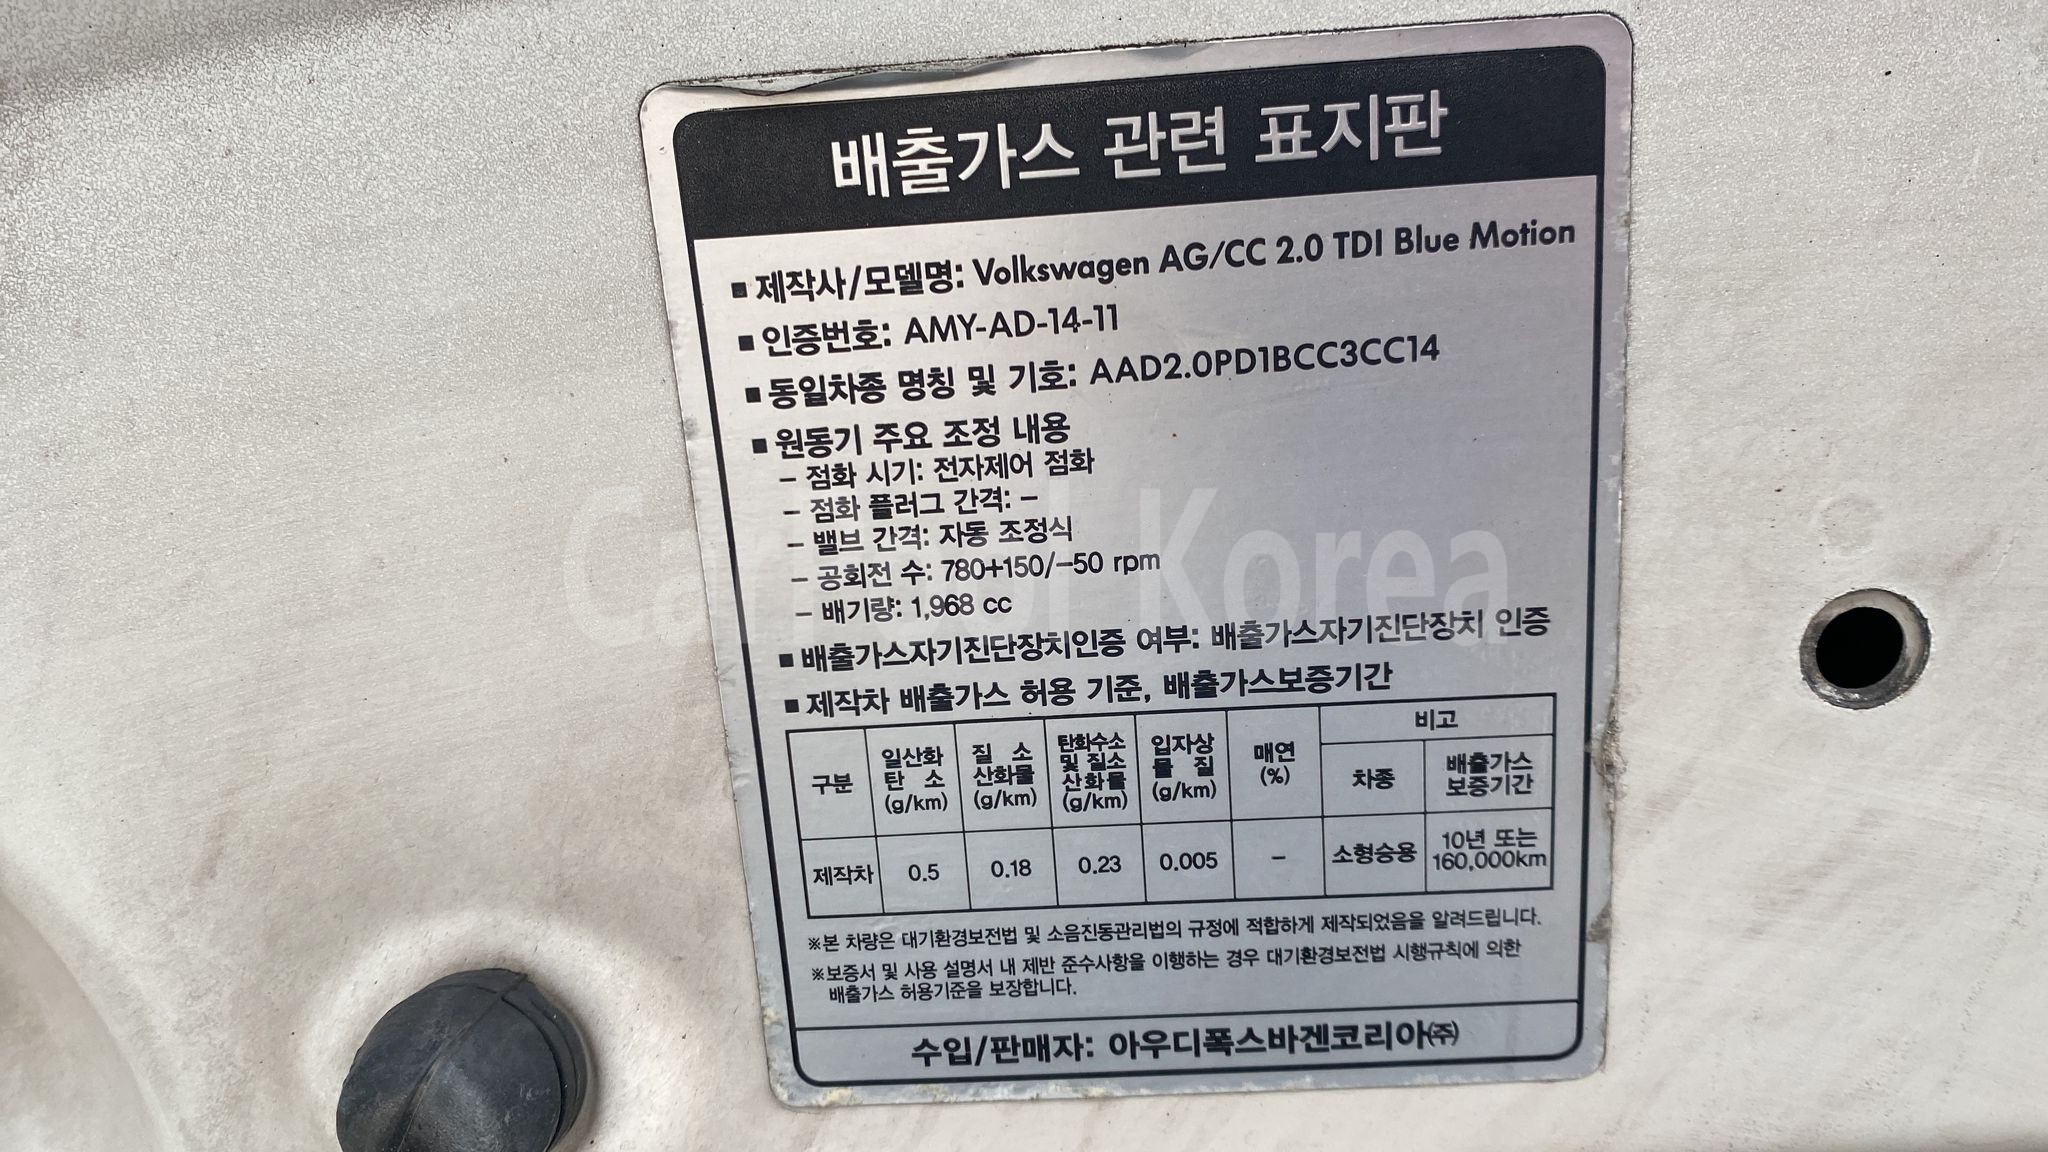 배출가스 관련 표지판
■ 제작사/모델명: Volkswagen AG/CC 2.0 TDI Blue Motion
■ 인증번호: AMY-AD-14-11
■ 동일차종 명칭 및 기호: AAD2.0PD1BCC3CC14
■ 원동기 주요 조정 내용
– 점화 시기: 전자제어 점화
– 점화 플러그 간격: –
– 밸브 간격: 자동 조정식
– 공회전 수: 780+150/-50 rpm
– 배기량: 1,968 cc
■ 배출가스자기진단장치인증 여부: 배출가스자기진단장치 인증
■ 제작차 배출가스 허용 기준, 배출가스보증기간
구분 일산화탄소 (g/km) 질소산화물 (g/km) 탄화수소 및 질소산화물 (g/km) 입자상물질 (g/km) 매연 (%) 비고
차종 배출가스 보증기간
제작차 0.5 0.18 0.23 0.005 – 소형승용 10년 또는 160,000km
※본 차량은 대기환경보전법 및 소음진동관리법의 규정에 적합하게 제작되었음을 알려드립니다.
※보증서 및 사용 설명서 내 제반 준수사항을 이행하는 경우 대기환경보전법 시행규칙에 의한
배출가스 허용기준을 보장합니다.
수입/판매자: 아우디폭스바겐코리아㈜
Korea